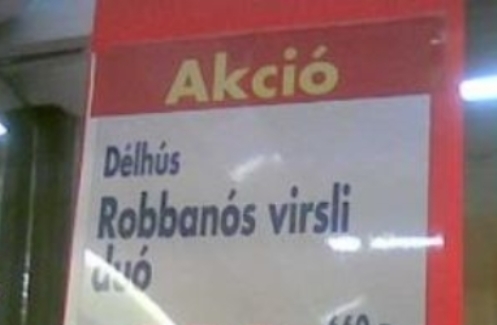 Akció
Délhús
Robbanós virsli
duó